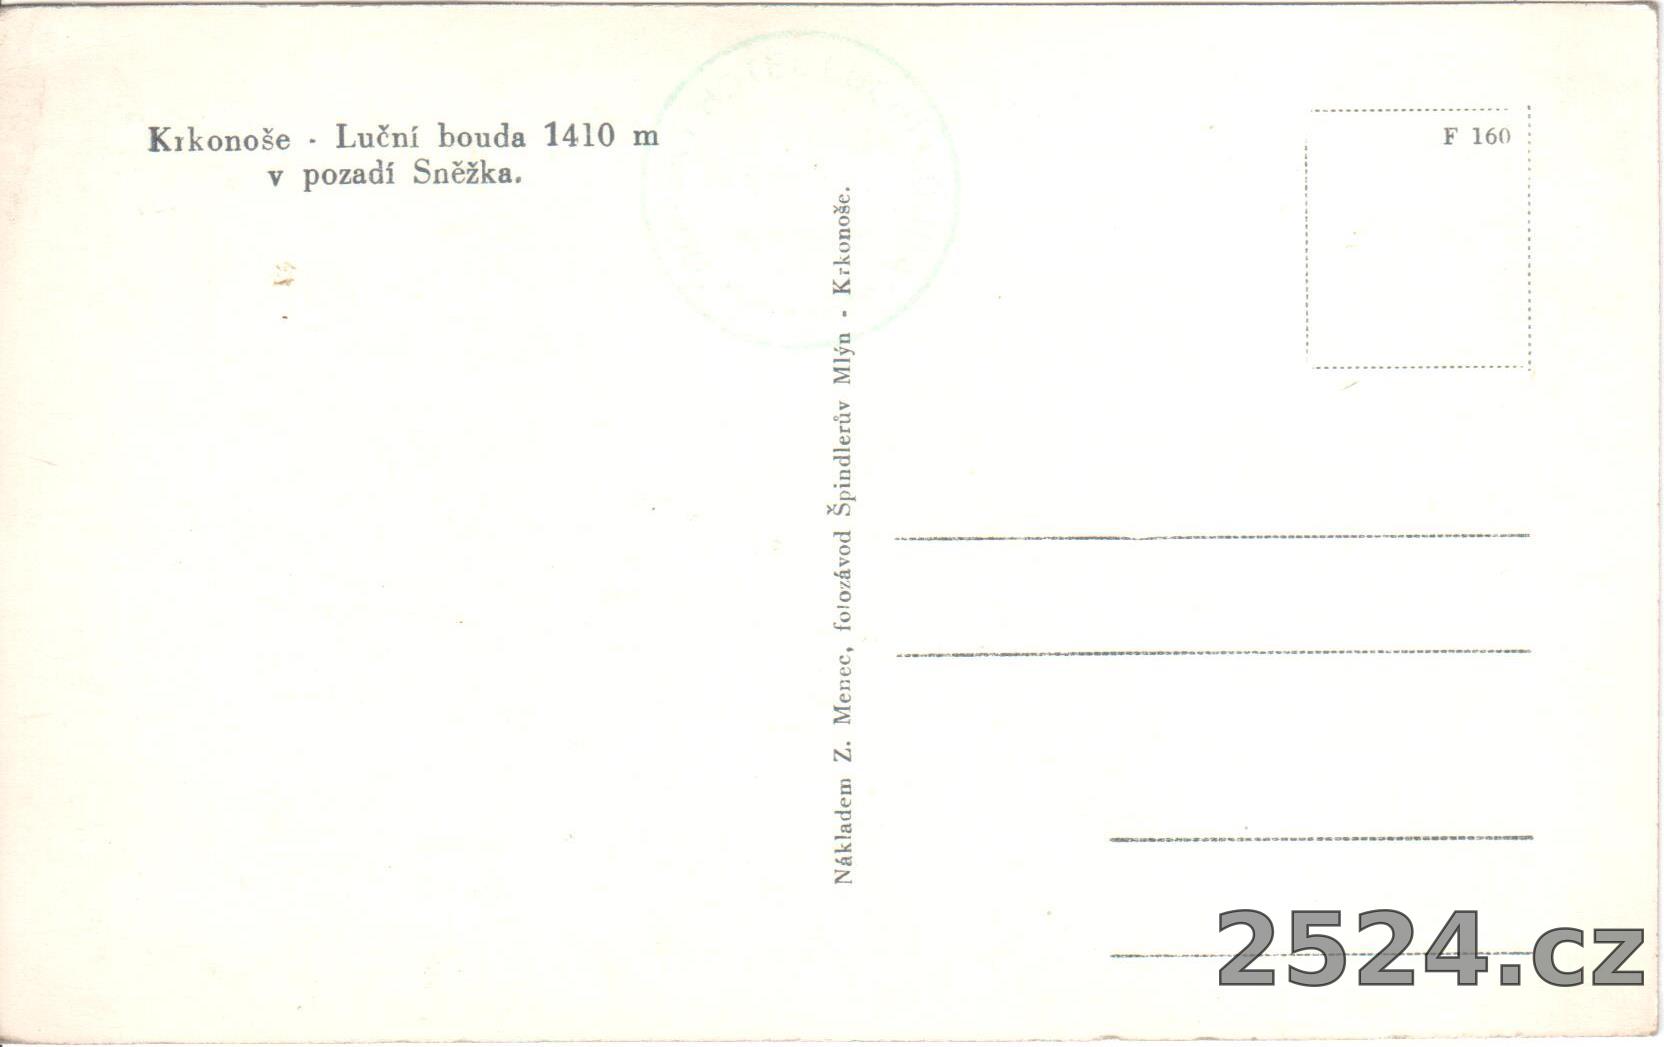 Krkonoše - Luční bouda 1410 m
v pozadí Sněžka.
Nákladem Z. Menec, fotozávod Špindlerův Mlýn - Krkonoše.
F 160
2524.cz